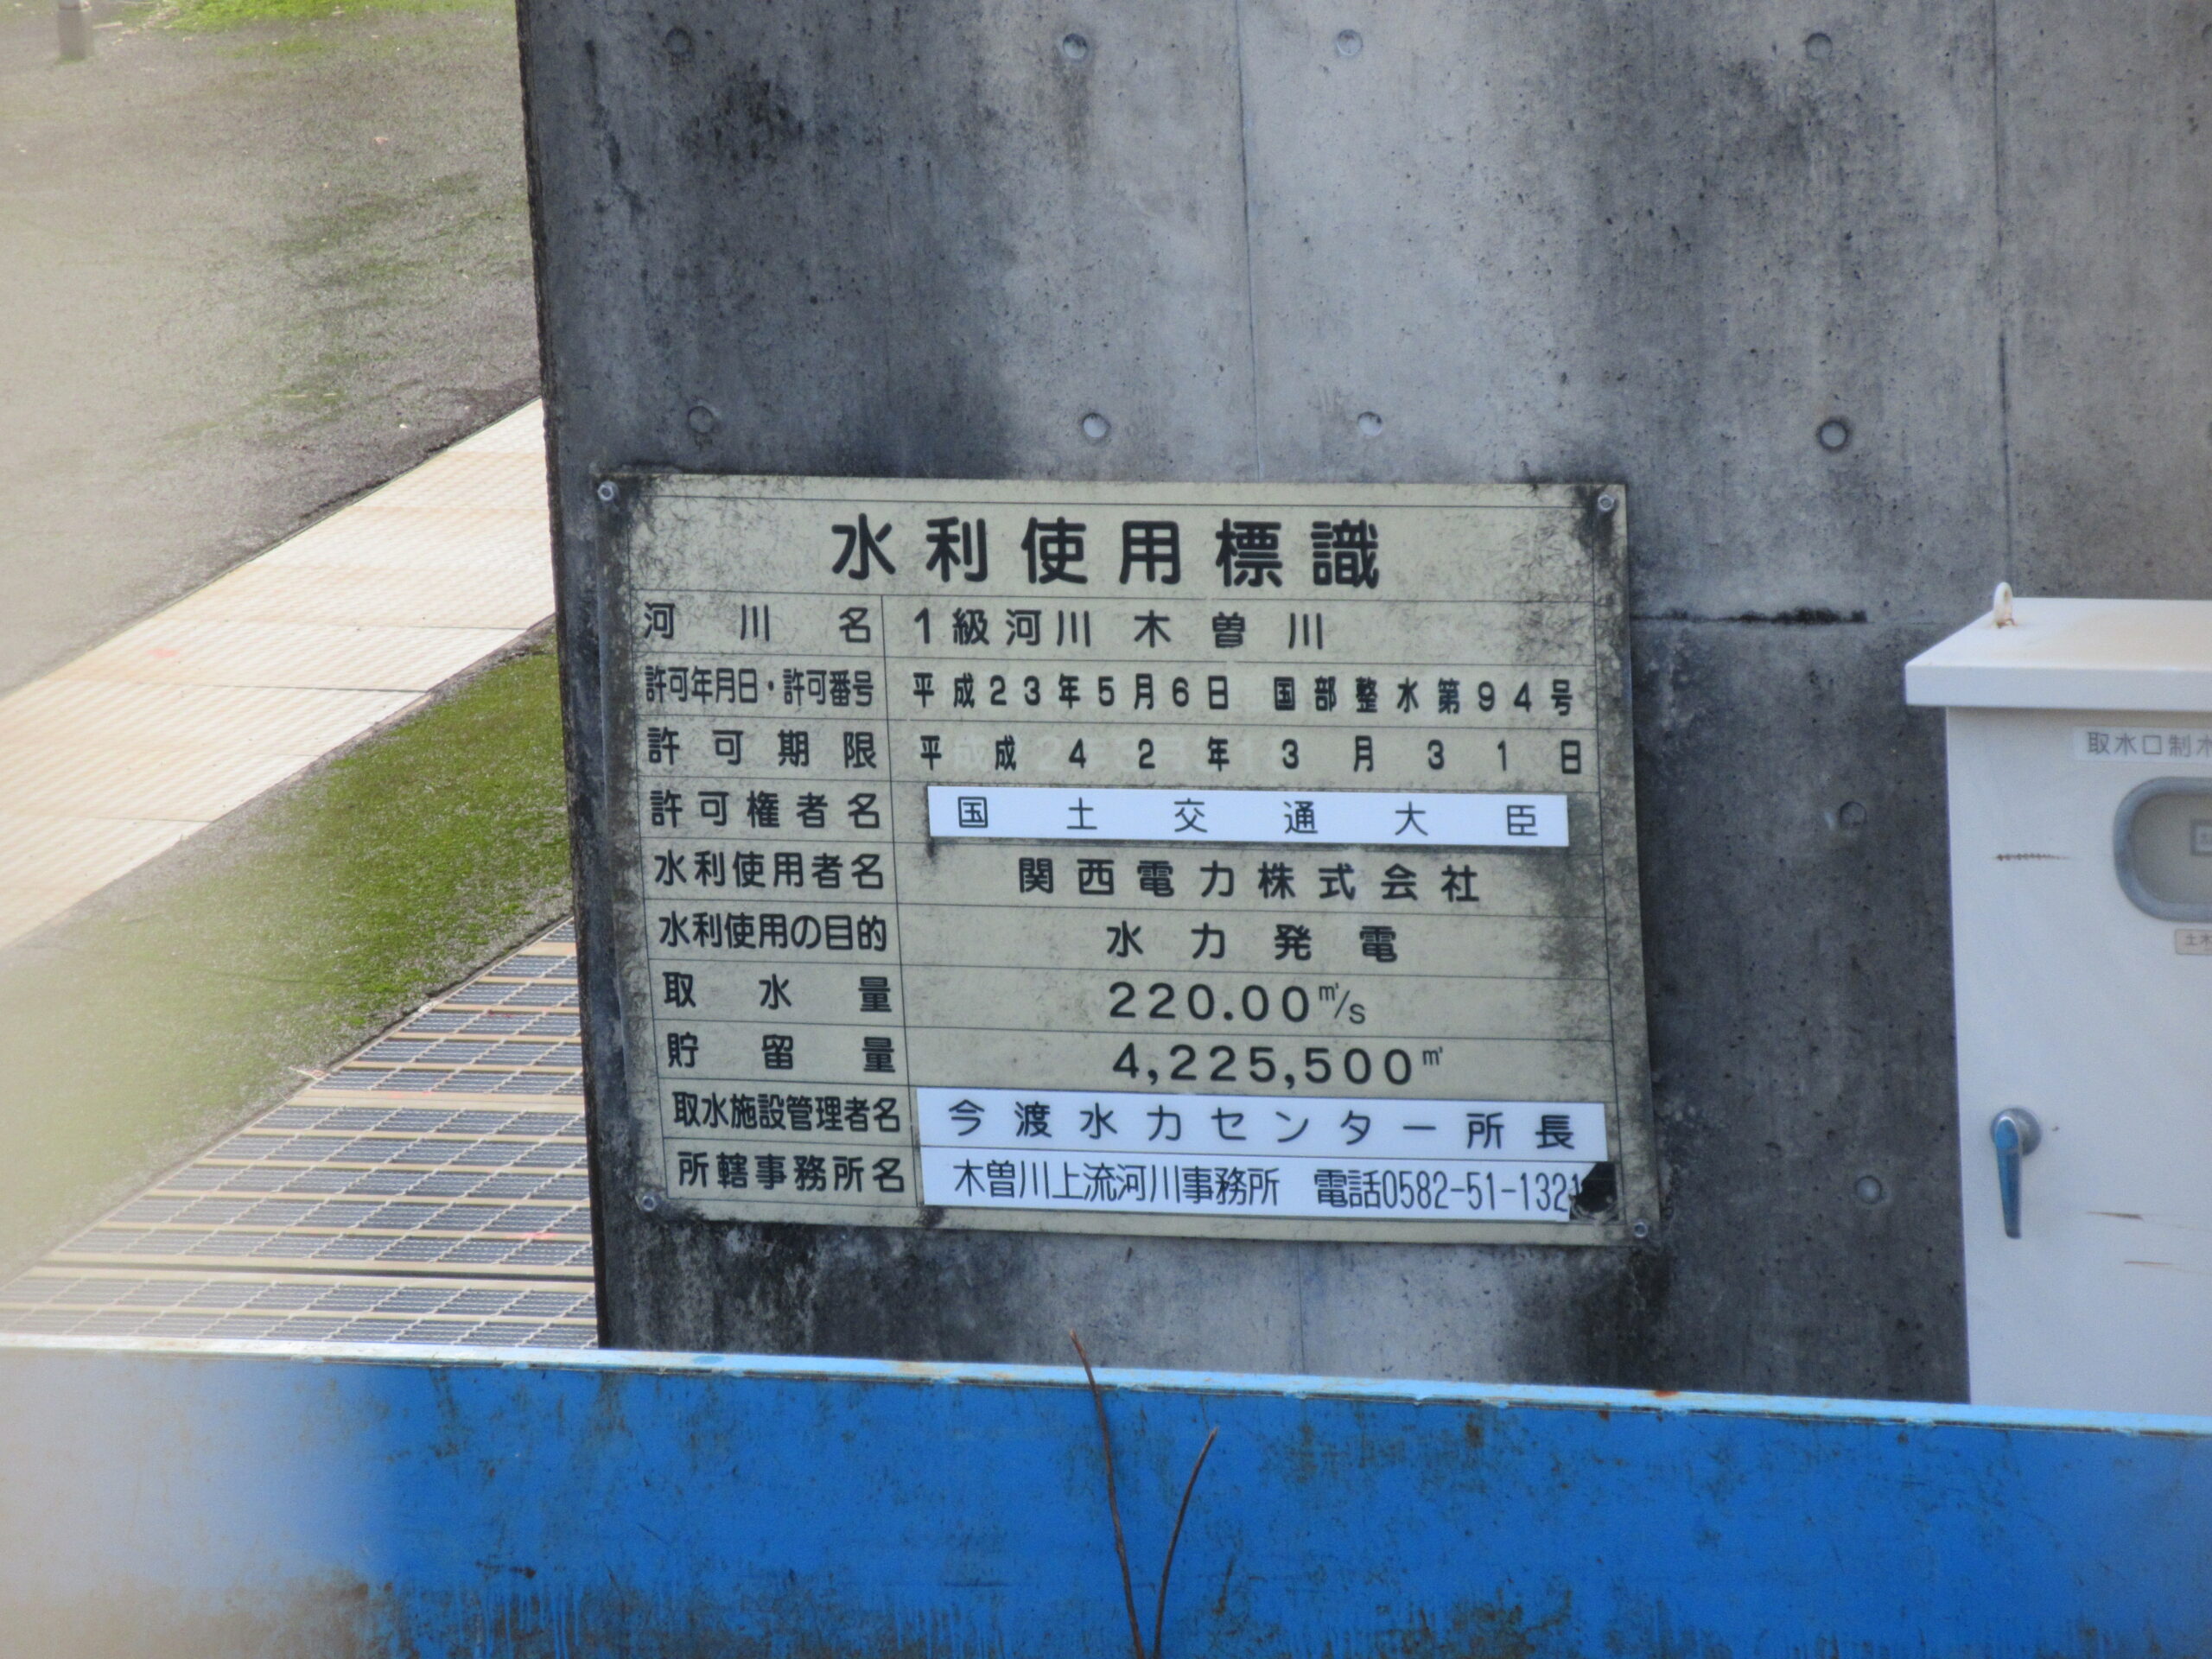 水利使用標識
河川名 1級河川 木曽川
許可年月日・許可番号 平成23年5月6日 国部整水第94号
許可期限 平成42年3月31日
許可権者名 国土交通大臣
水利使用者名 関西電力株式会社
水利使用の目的 水力発電
取水量 220.00㎥/s
貯留量 4,225,500㎥
取水施設管理者名 今渡水力センター所長
所轄事務所名 木曽川上流河川事務所 電話0582-51-1321
取水口制水